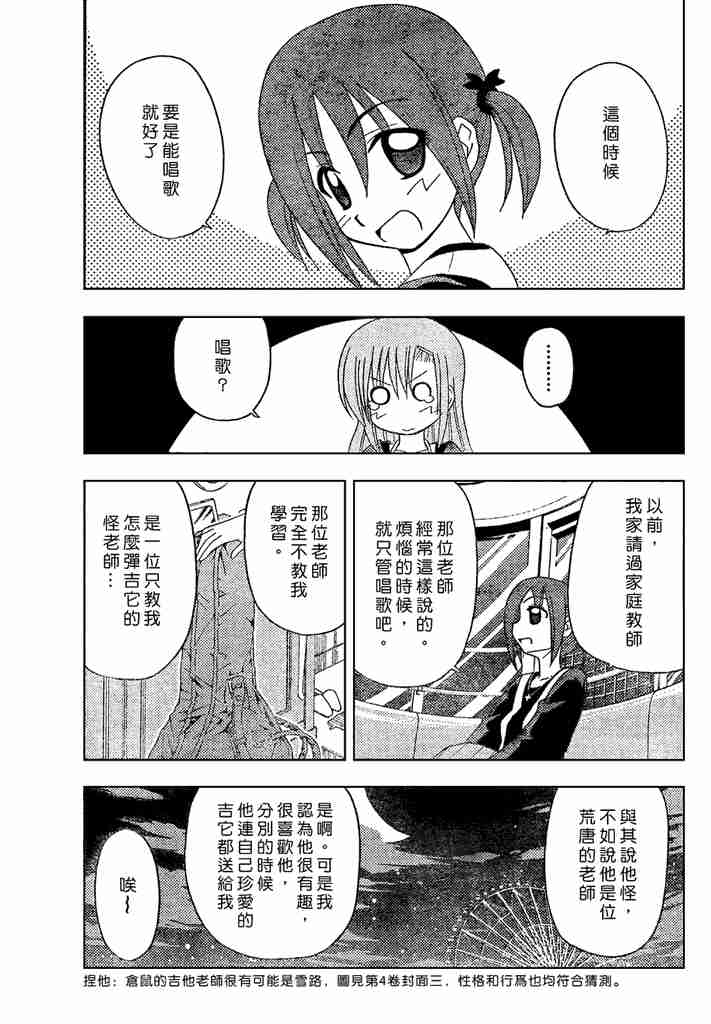 這個時候
要是能唱歌
就好了
⋯⋯
唱歌？
以前，
我家請過家庭教師
那位老師
經常這樣說的
煩惱的時候，
就只管唱歌吧。
那位老師
完全不教我
學習。
是一位只教我
怎麼彈吉它的
怪老師…
與其說他怪，
不如說他是位
荒唐的老師
是啊。可是我
認為他很有趣，
很喜歡他，
分別的時候
他連自己珍愛的
吉它都送給我
唉~
捏他：倉鼠的吉他老師很有可能是雪路，圖見第4卷封面三，性格和行爲也均符合猜測。